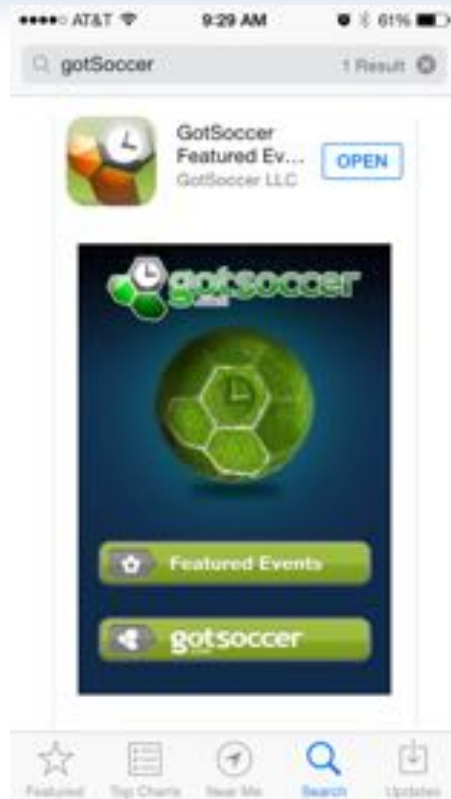 AT&T 9:29 AM 61%
gotSoccer 1 Result
GotSoccer
Featured Ev...
GotSoccer LLC
OPEN
gotsoccer
Featured Events
gotsoccer
Featured Top Charts Near Me Search Updates